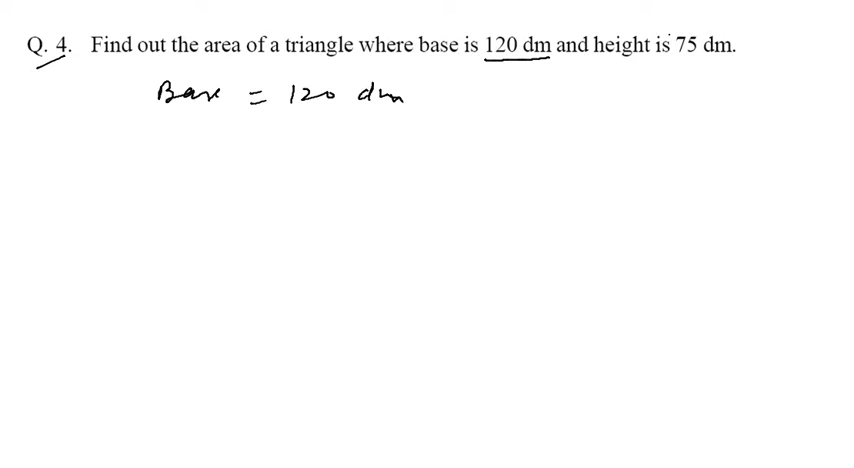 Q. 4. Find out the area of a triangle where base is 120 dm and height is 75 dm.
Base = 120 dm